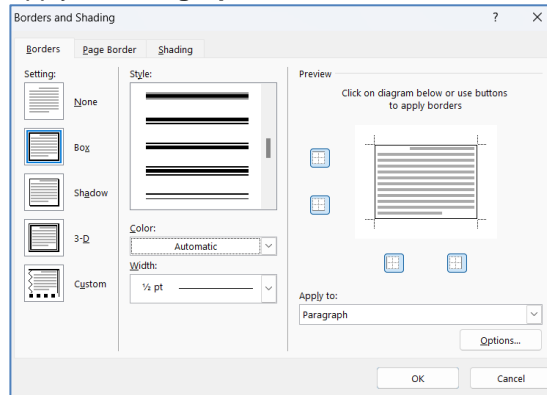 Borders and Shading ? X
Borders Page Border Shading
Setting:
None
Box
Shadow
3-D
Custom
Style:
Color:
Automatic
Width:
½ pt
Preview
Click on diagram below or use buttons
to apply borders
Apply to:
Paragraph
Options...
OK Cancel